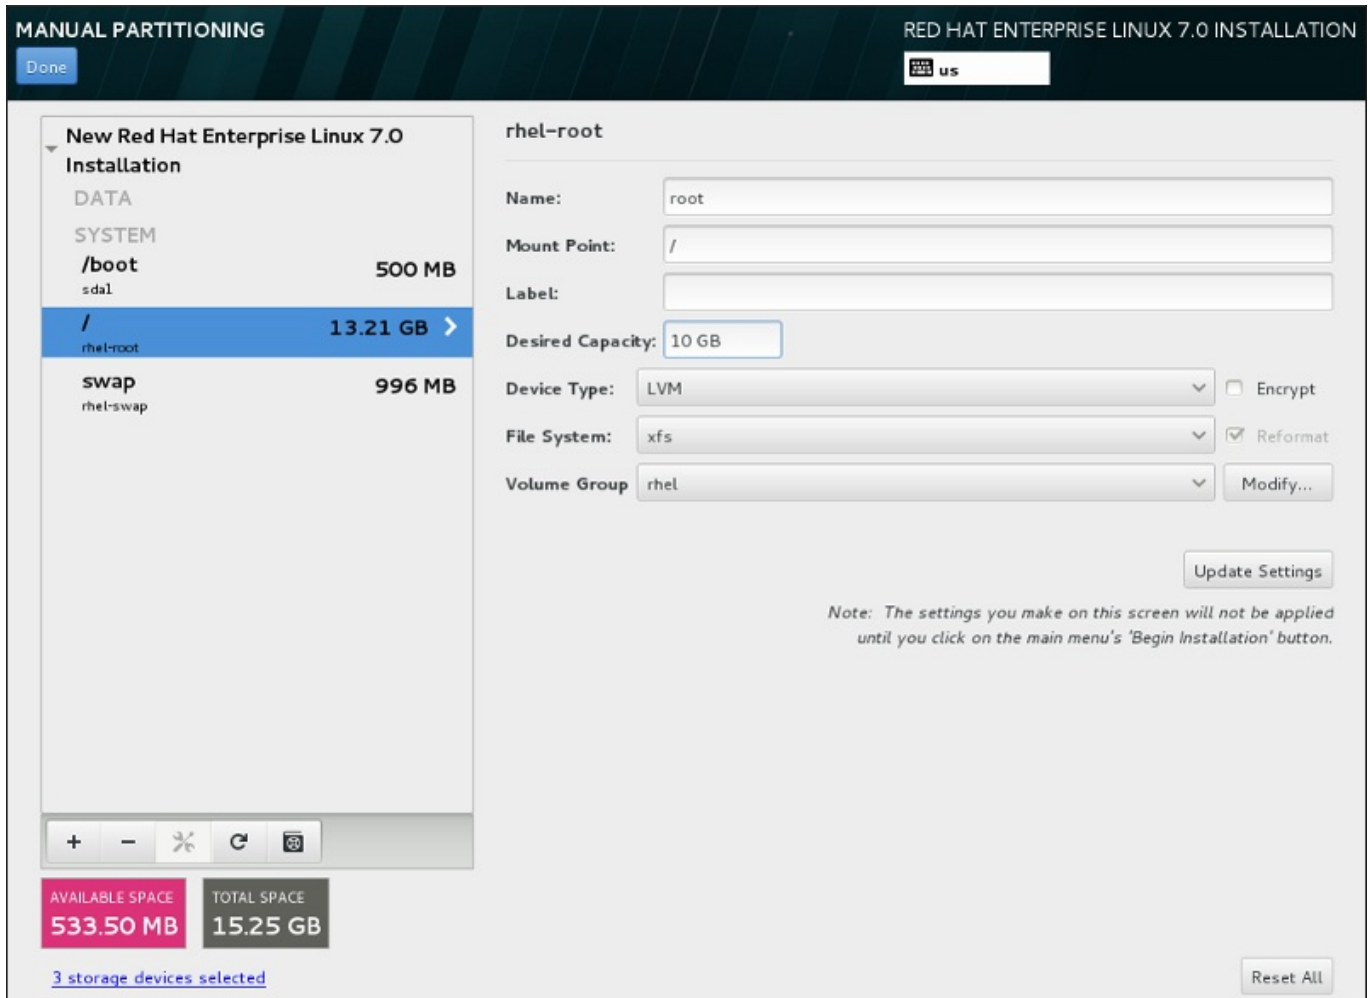 MANUAL PARTITIONING
RED HAT ENTERPRISE LINUX 7.0 INSTALLATION
Done
us
New Red Hat Enterprise Linux 7.0
Installation
DATA
SYSTEM
/boot
500 MB
sda1
/
13.21 GB
rhel-root
swap
996 MB
rhel-swap
+ −
AVAILABLE SPACE
533.50 MB
TOTAL SPACE
15.25 GB
3 storage devices selected
rhel-root
Name: root
Mount Point: /
Label:
Desired Capacity: 10 GB
Device Type: LVM Encrypt
File System: xfs Reformat
Volume Group rhel Modify...
Update Settings
Note: The settings you make on this screen will not be applied
until you click on the main menu's 'Begin Installation' button.
Reset All